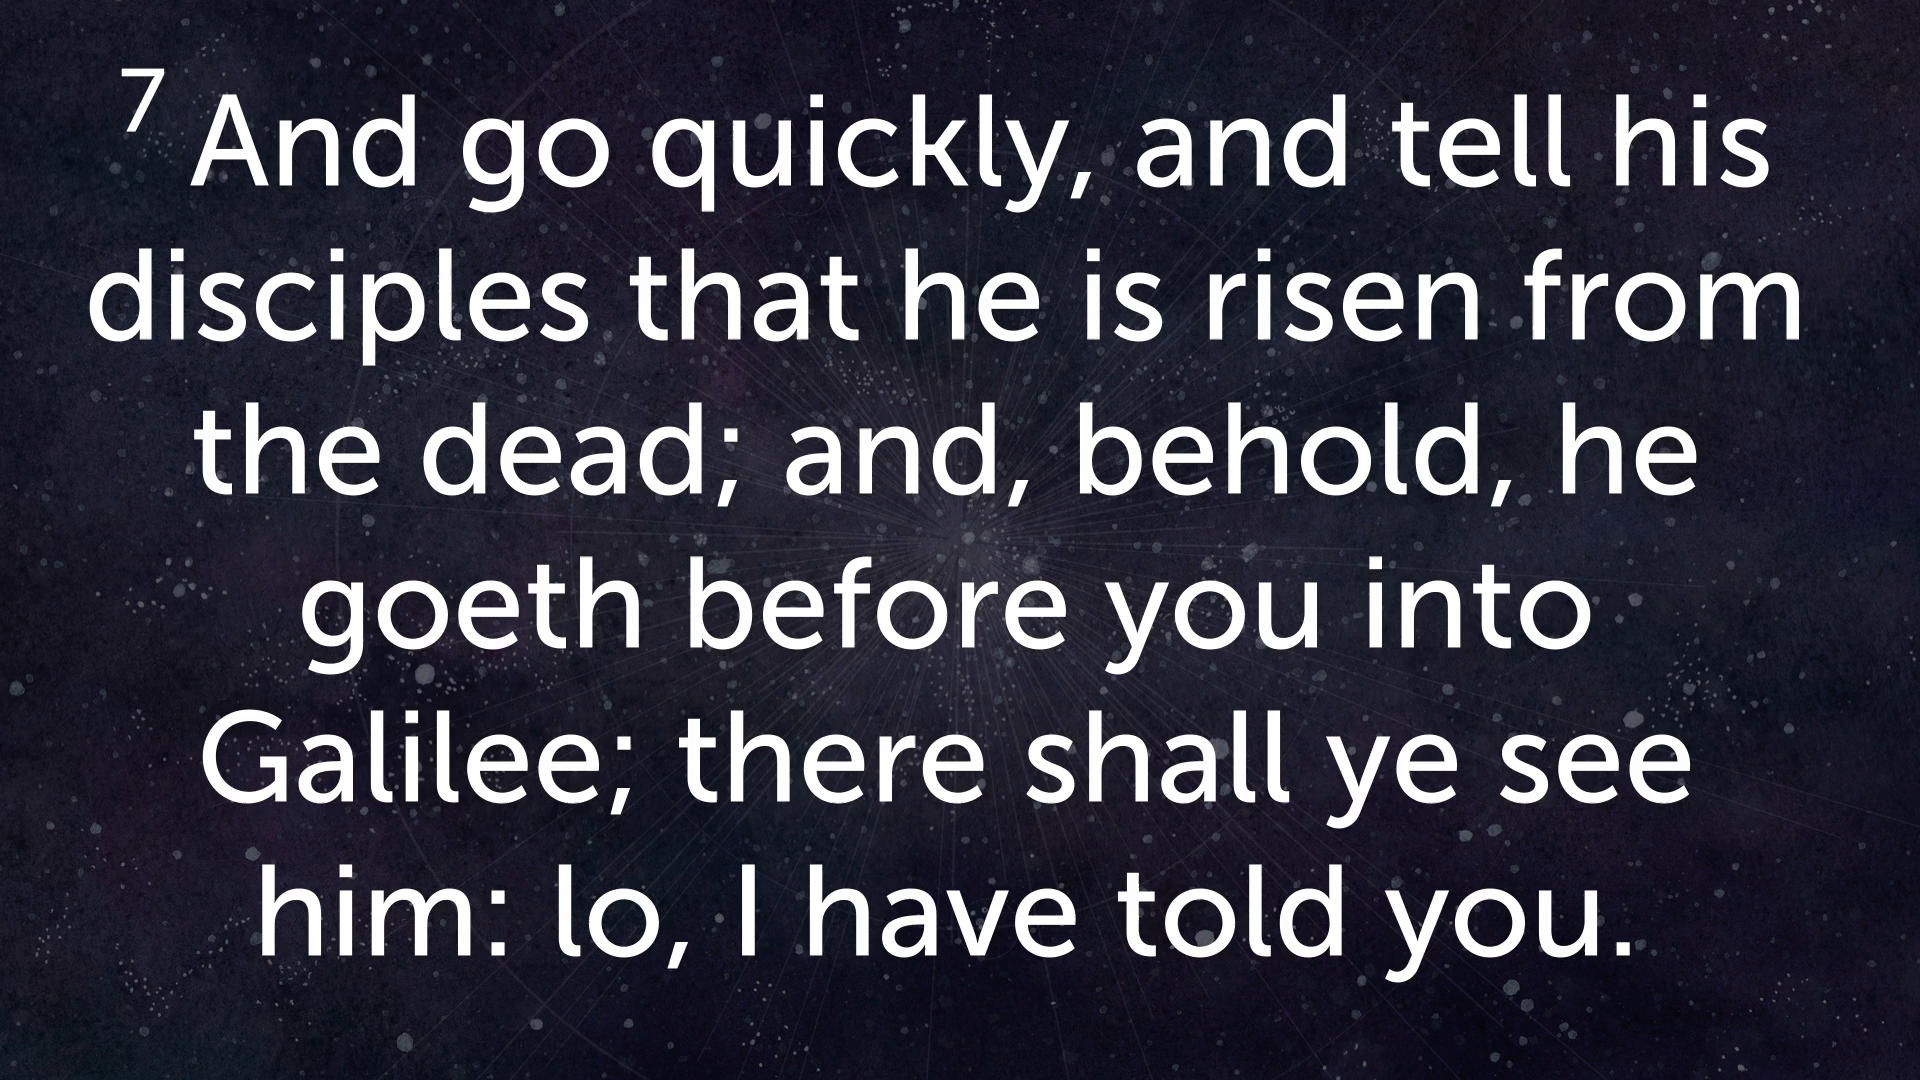 7 And go quickly, and tell his
disciples that he is risen from
the dead; and, behold, he
goeth before you into
Galilee; there shall ye see
him: lo, I have told you.